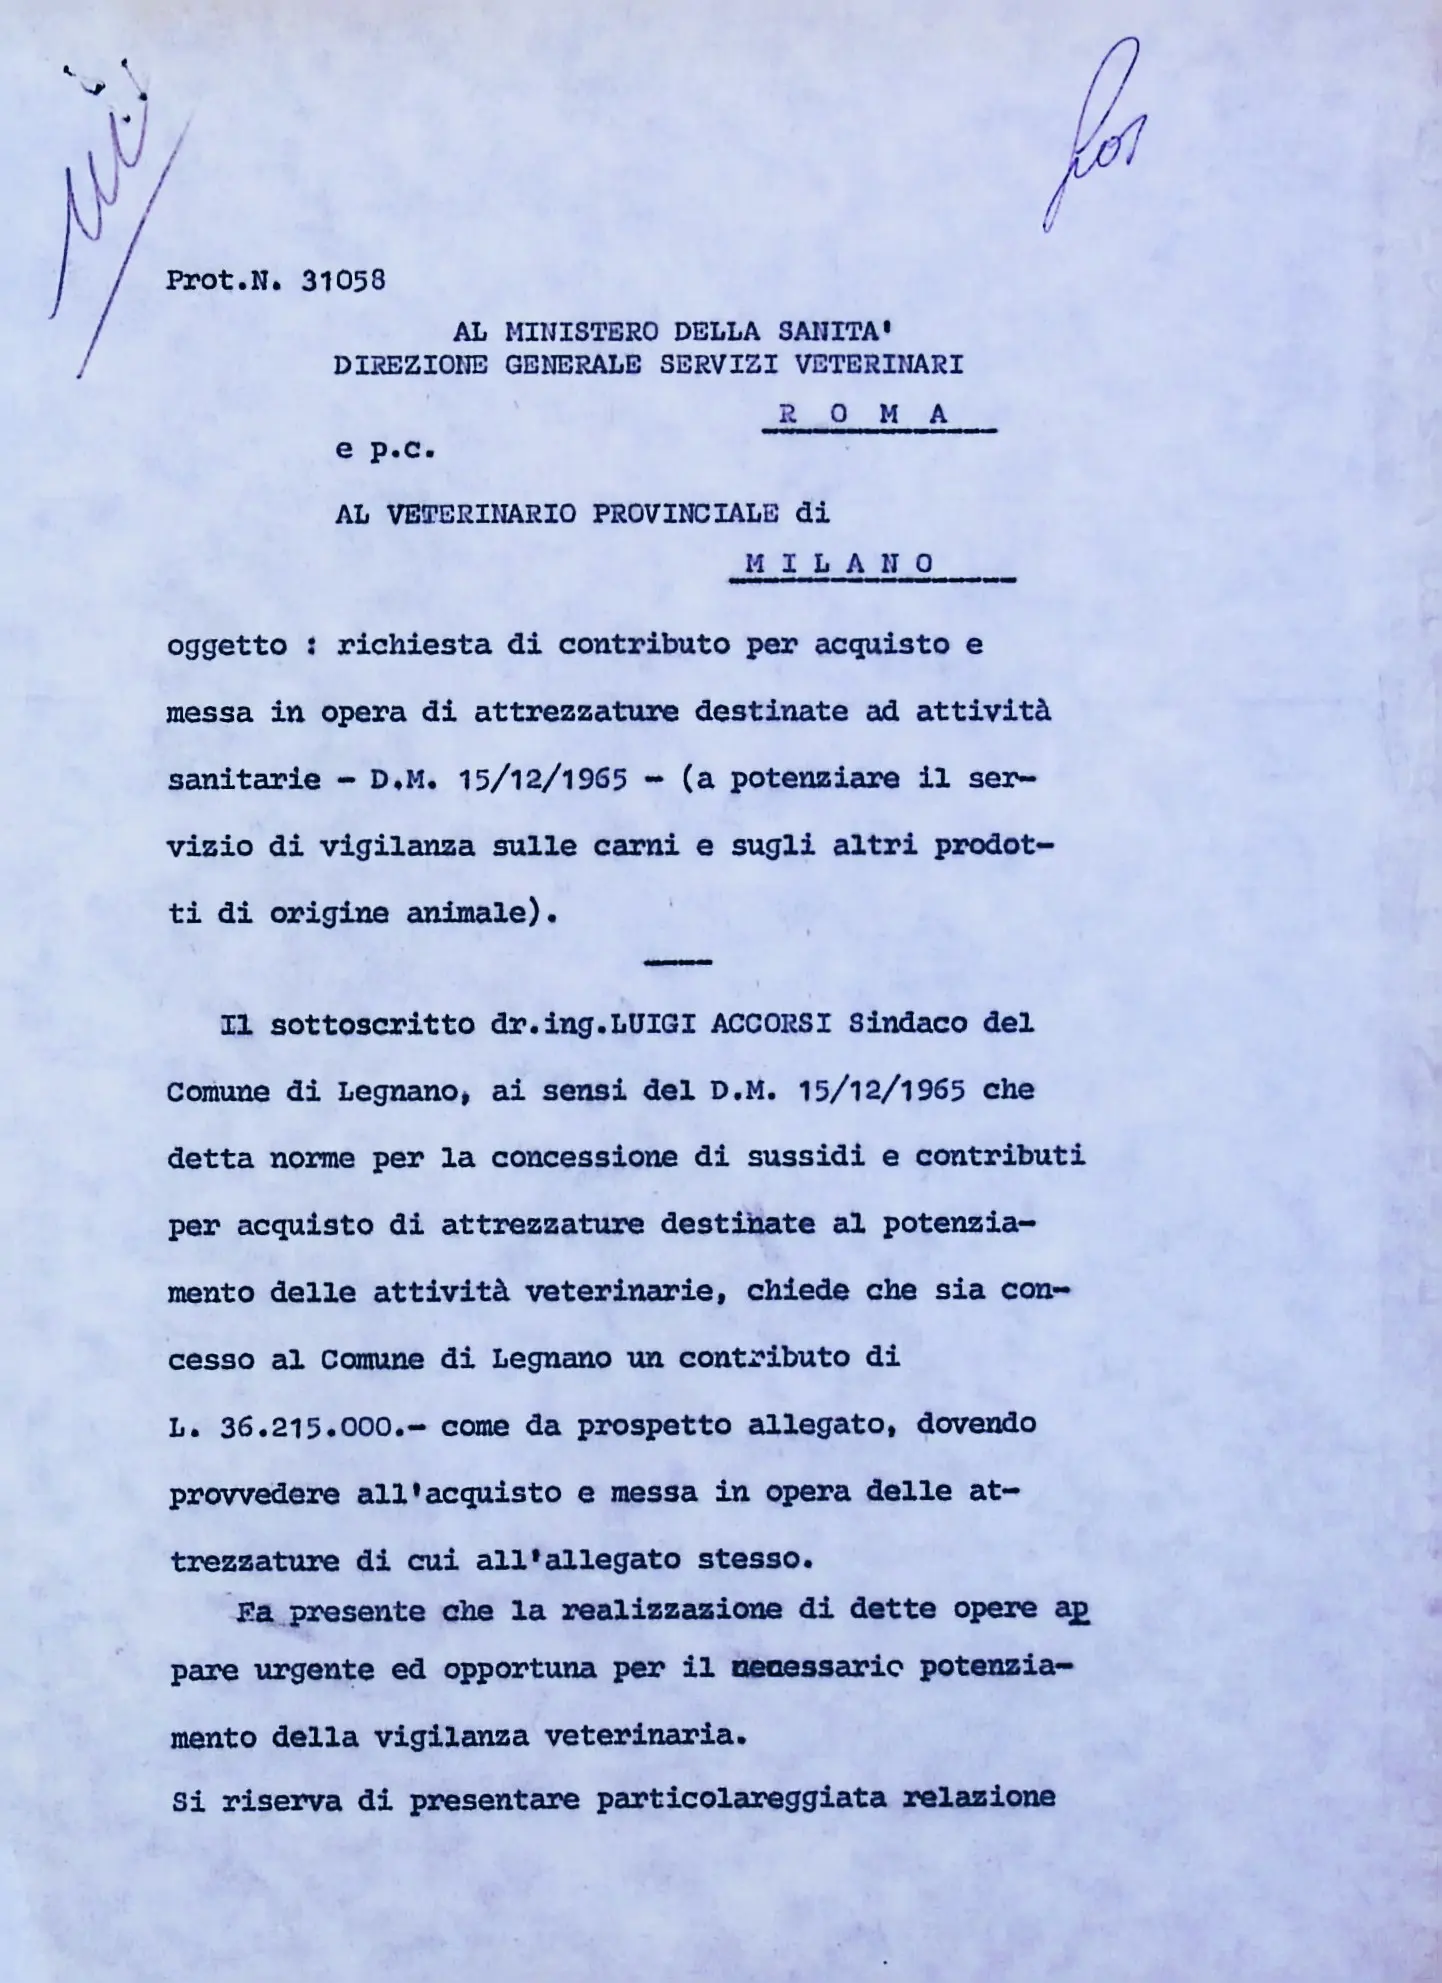 Prot.N. 31058
AL MINISTERO DELLA SANITA'
DIREZIONE GENERALE SERVIZI VETERINARI
R O M A
e p.c.
AL VETERINARIO PROVINCIALE di
M I L A N O
oggetto : richiesta di contributo per acquisto e
messa in opera di attrezzature destinate ad attività
sanitarie - D.M. 15/12/1965 - (a potenziare il ser-
vizio di vigilanza sulle carni e sugli altri prodot-
ti di origine animale).
Il sottoscritto dr.ing.LUIGI ACCORSI Sindaco del
Comune di Legnano, ai sensi del D.M. 15/12/1965 che
detta norme per la concessione di sussidi e contributi
per acquisto di attrezzature destinate al potenzia-
mento delle attività veterinarie, chiede che sia con-
cesso al Comune di Legnano un contributo di
L. 36.215.000.- come da prospetto allegato, dovendo
provvedere all'acquisto e messa in opera delle at-
trezzature di cui all'allegato stesso.
Fa presente che la realizzazione di dette opere ap
pare urgente ed opportuna per il necessario potenzia-
mento della vigilanza veterinaria.
Si riserva di presentare particolareggiata relazione